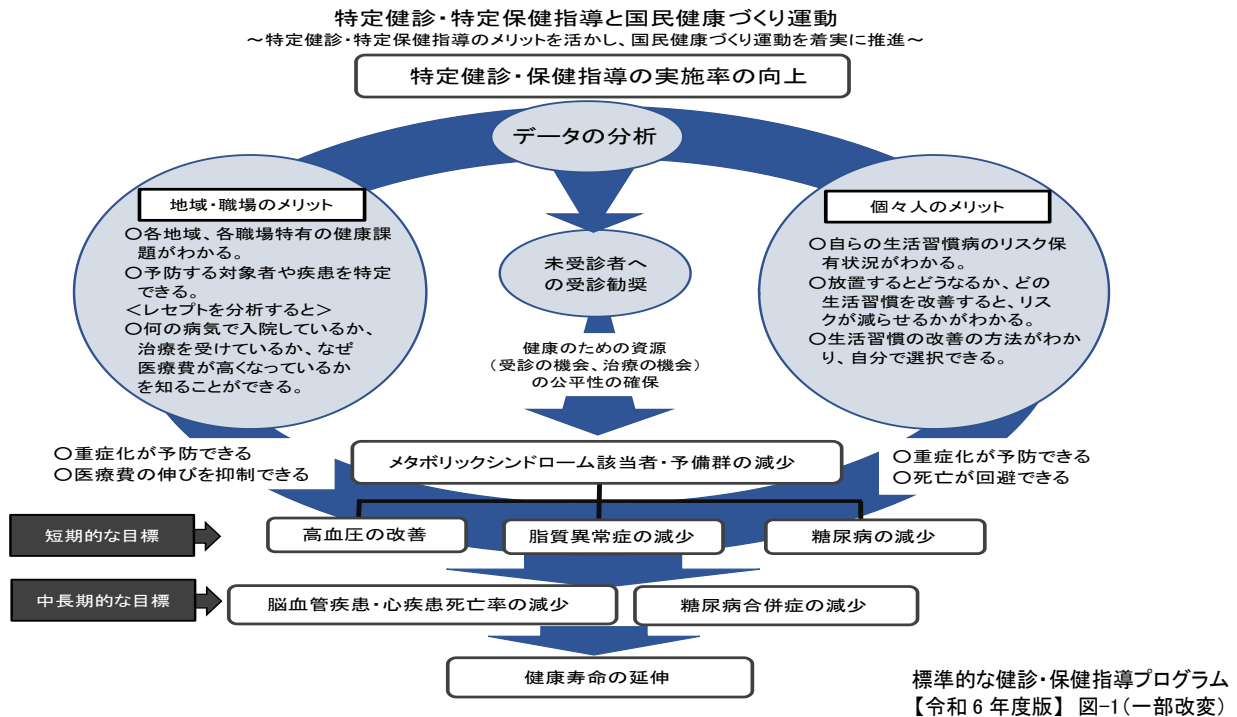 特定健診・特定保健指導と国民健康づくり運動
～特定健診・特定保健指導のメリットを活かし、国民健康づくり運動を着実に推進～
特定健診・保健指導の実施率の向上
データの分析
地域・職場のメリット
○各地域、各職場特有の健康課
題がわかる。
○予防する対象者や疾患を特定
できる。
＜レセプトを分析すると＞
○何の病気で入院しているか、
治療を受けているか、なぜ
医療費が高くなっているか
を知ることができる。
未受診者へ
の受診勧奨
健康のための資源
（受診の機会、治療の機会）
の公平性の確保
個々人のメリット
○自らの生活習慣病のリスク保
有状況がわかる。
○放置するとどうなるか、どの
生活習慣を改善すると、リス
クが減らせるかがわかる。
○生活習慣の改善の方法がわか
り、自分で選択できる。
○重症化が予防できる
○医療費の伸びを抑制できる
メタボリックシンドローム該当者・予備群の減少
○重症化が予防できる
○死亡が回避できる
短期的な目標
高血圧の改善
脂質異常症の減少
糖尿病の減少
中長期的な目標
脳血管疾患・心疾患死亡率の減少
糖尿病合併症の減少
健康寿命の延伸
標準的な健診・保健指導プログラム
【令和6年度版】 図-1（一部改変）